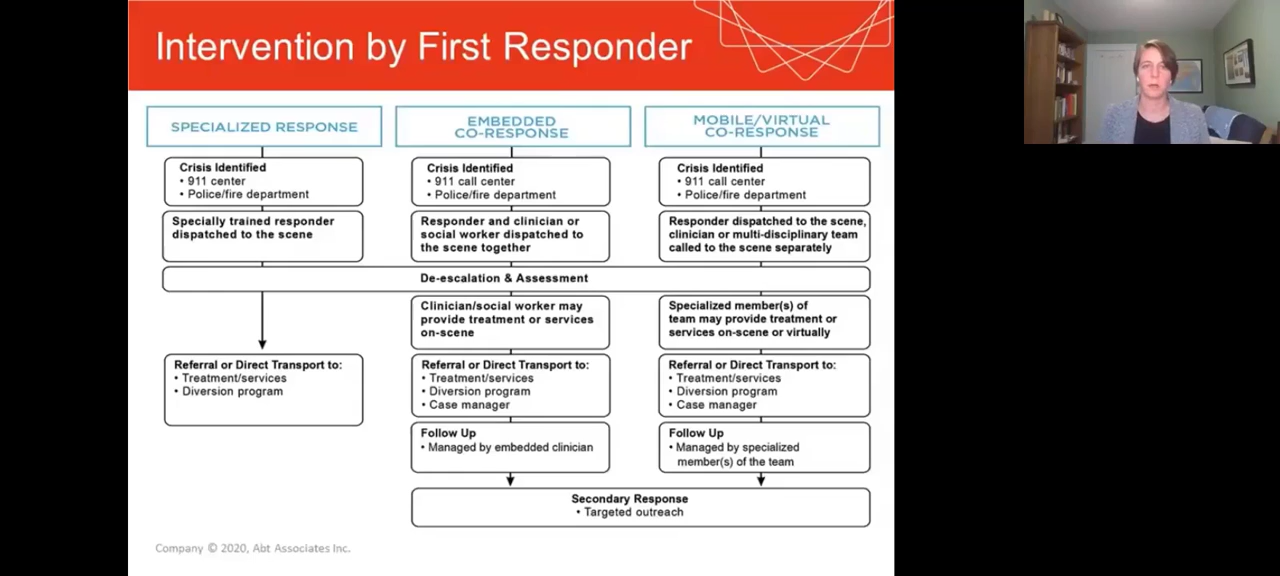 Intervention by First Responder
SPECIALIZED RESPONSE
Crisis Identified
• 911 center
• Police/fire department
Specially trained responder
dispatched to the scene
EMBEDDED
CO-RESPONSE
Crisis Identified
• 911 call center
• Police/fire department
Responder and clinician or
social worker dispatched to
the scene together
MOBILE/VIRTUAL
CO-RESPONSE
Crisis Identified
• 911 call center
• Police/fire department
Responder dispatched to the scene,
clinician or multi-disciplinary team
called to the scene separately
De-escalation & Assessment
Referral or Direct Transport to:
• Treatment/services
• Diversion program
Clinician/social worker may
provide treatment or services
on-scene
Referral or Direct Transport to:
• Treatment/services
• Diversion program
• Case manager
Follow Up
• Managed by embedded clinician
Specialized member(s) of
team may provide treatment or
services on-scene or virtually
Referral or Direct Transport to:
• Treatment/services
• Diversion program
• Case manager
Follow Up
• Managed by specialized
member(s) of the team
Secondary Response
• Targeted outreach
Company © 2020, Abt Associates Inc.